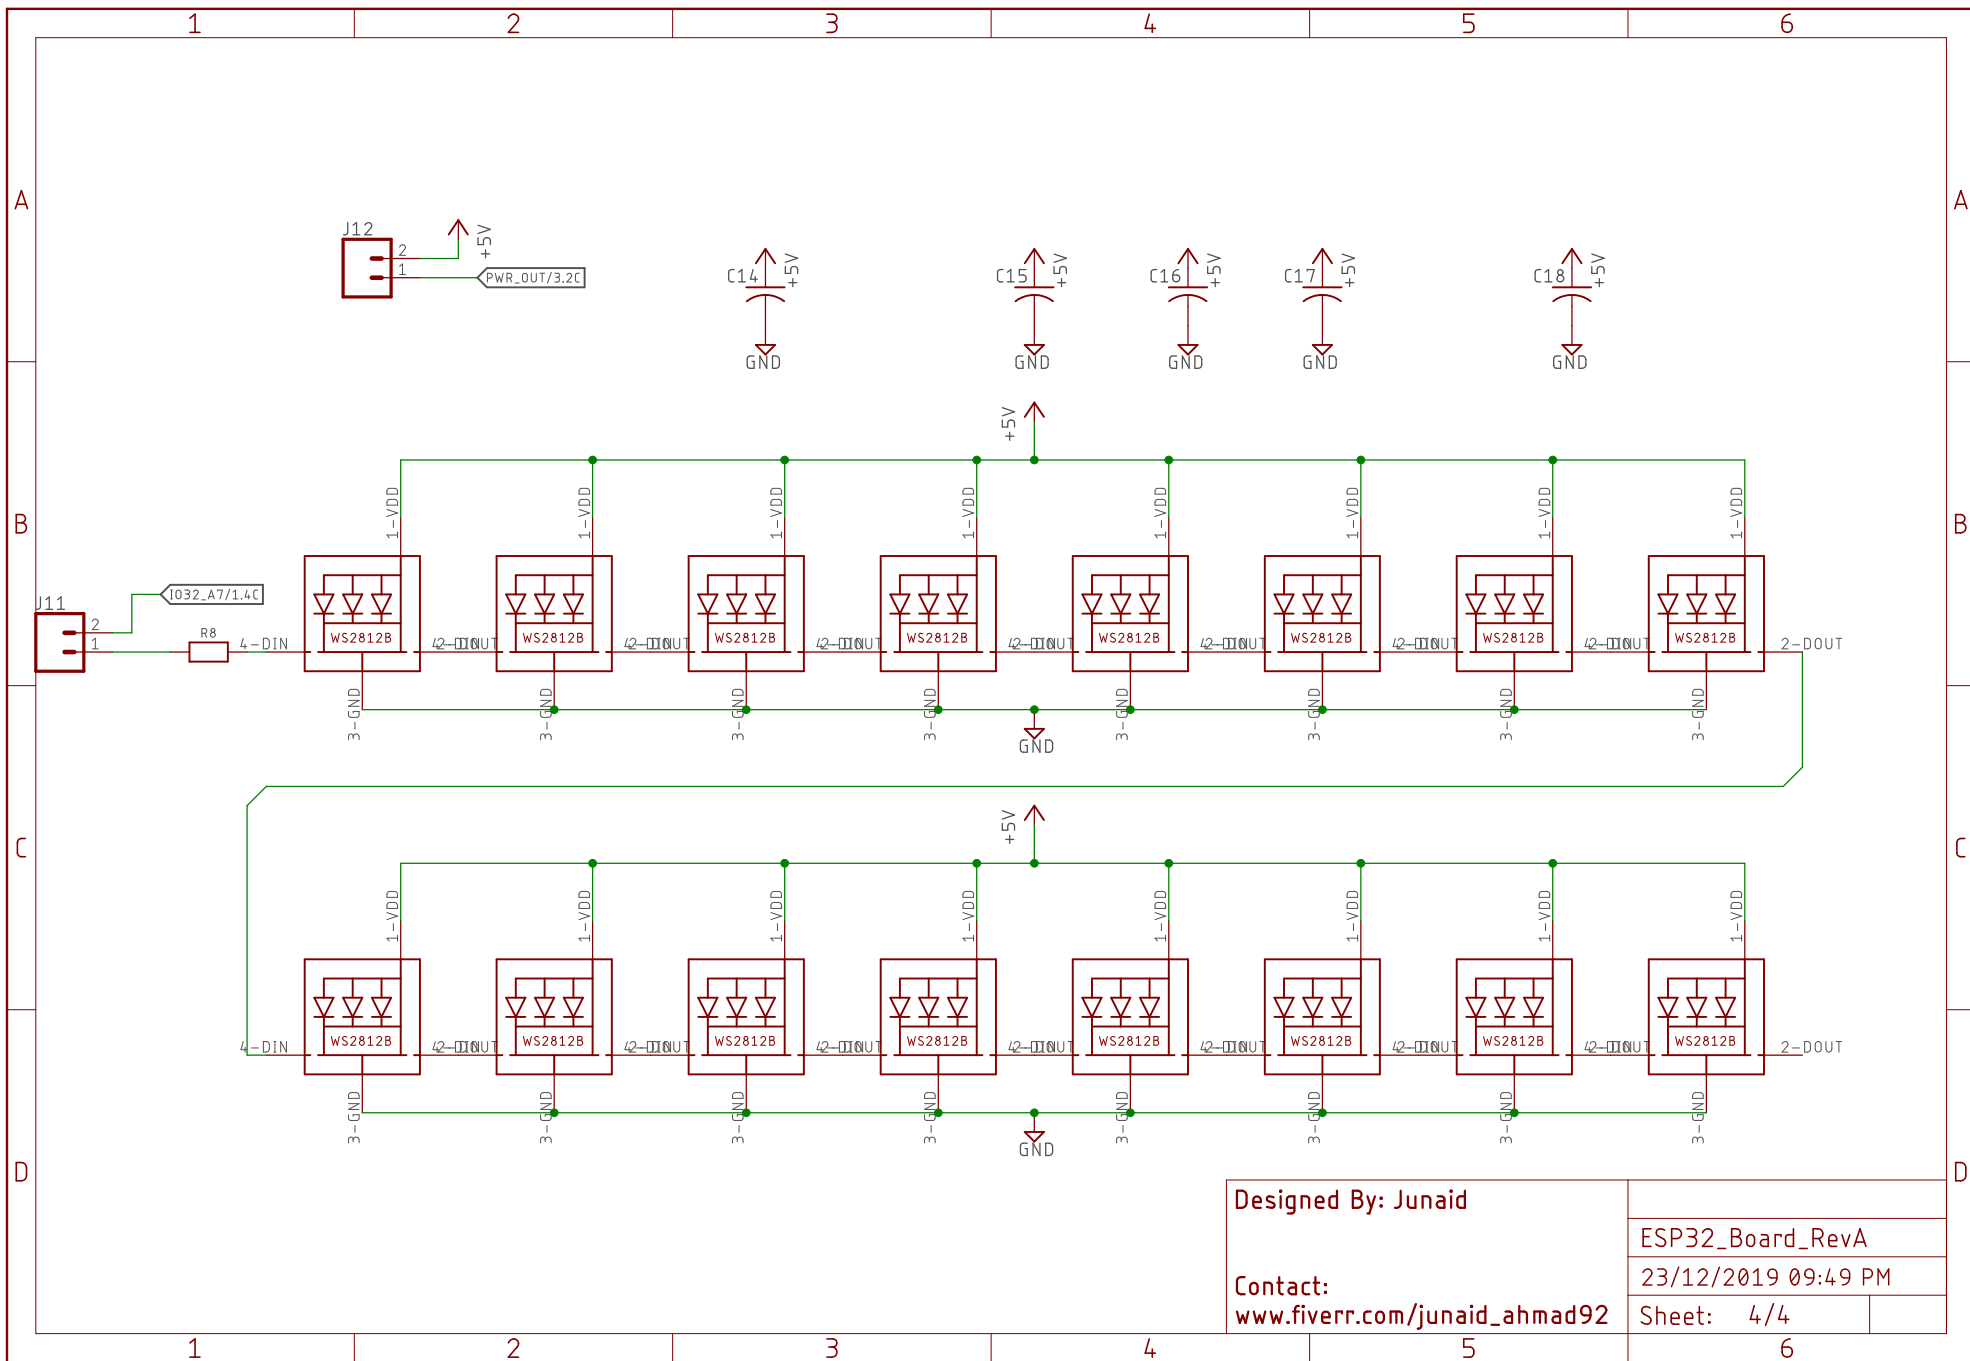 1 2 3 4 5 6
A A
J12
2
1
+5V
PWR_OUT/3.2C
C14 +5V
GND
C15 +5V
GND
C16
GND
C17 +5V
GND
C18 +5V
GND
+5V
1-VDD 1-VDD 1-VDD 1-VDD 1-VDD 1-VDD 1-VDD 1-VDD
B B
IO32_A7/1.4C
J11
2
1
R8
4-DIN
WS2812B WS2812B WS2812B WS2812B WS2812B WS2812B WS2812B WS2812B
2-DOUT
3-GND 3-GND 3-GND 3-GND 3-GND 3-GND 3-GND 3-GND
GND
+5V
C C
1-VDD 1-VDD 1-VDD 1-VDD 1-VDD 1-VDD 1-VDD 1-VDD
4-DIN
WS2812B WS2812B WS2812B WS2812B WS2812B WS2812B WS2812B WS2812B
2-DOUT
3-GND 3-GND 3-GND 3-GND 3-GND 3-GND 3-GND 3-GND
GND
D D
Designed By: Junaid
Contact:
www.fiverr.com/junaid_ahmad92
ESP32_Board_RevA
23/12/2019 09:49 PM
Sheet: 4/4
1 2 3 4 5 6